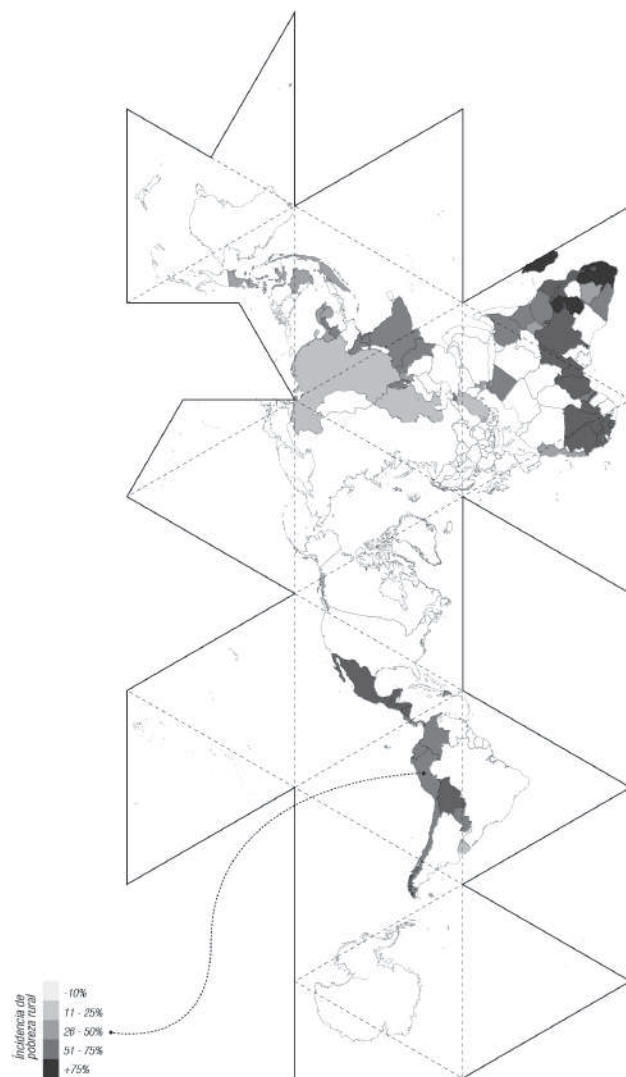 Incidencia de
pobreza rural
-10%
11 - 25%
26 - 50%
51 - 75%
+75%